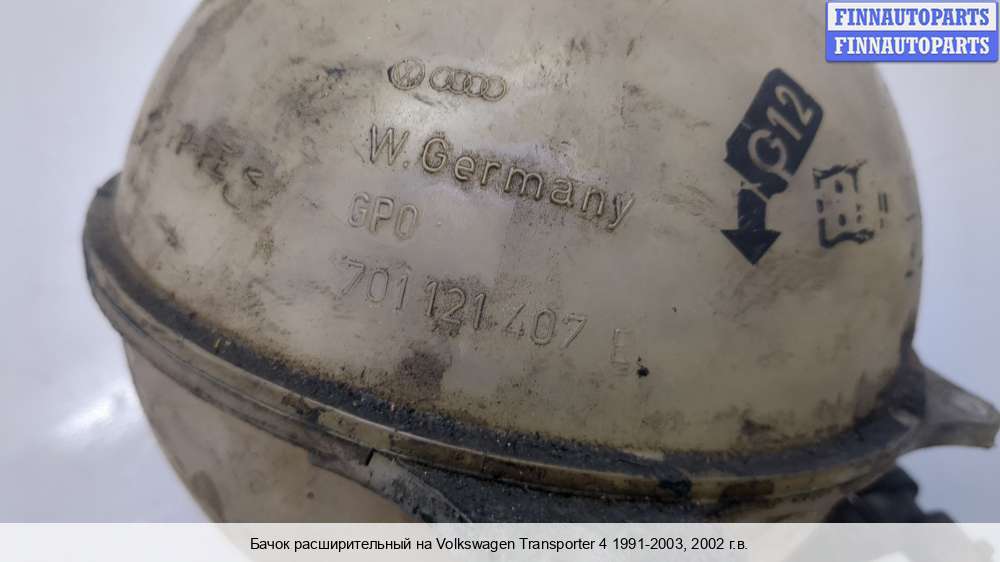 FINNAUTOPARTS
FINNAUTOPARTS
G12
W. Germany
GPO
701 121 407 E
Бачок расширительный на Volkswagen Transporter 4 1991-2003, 2002 г.в.